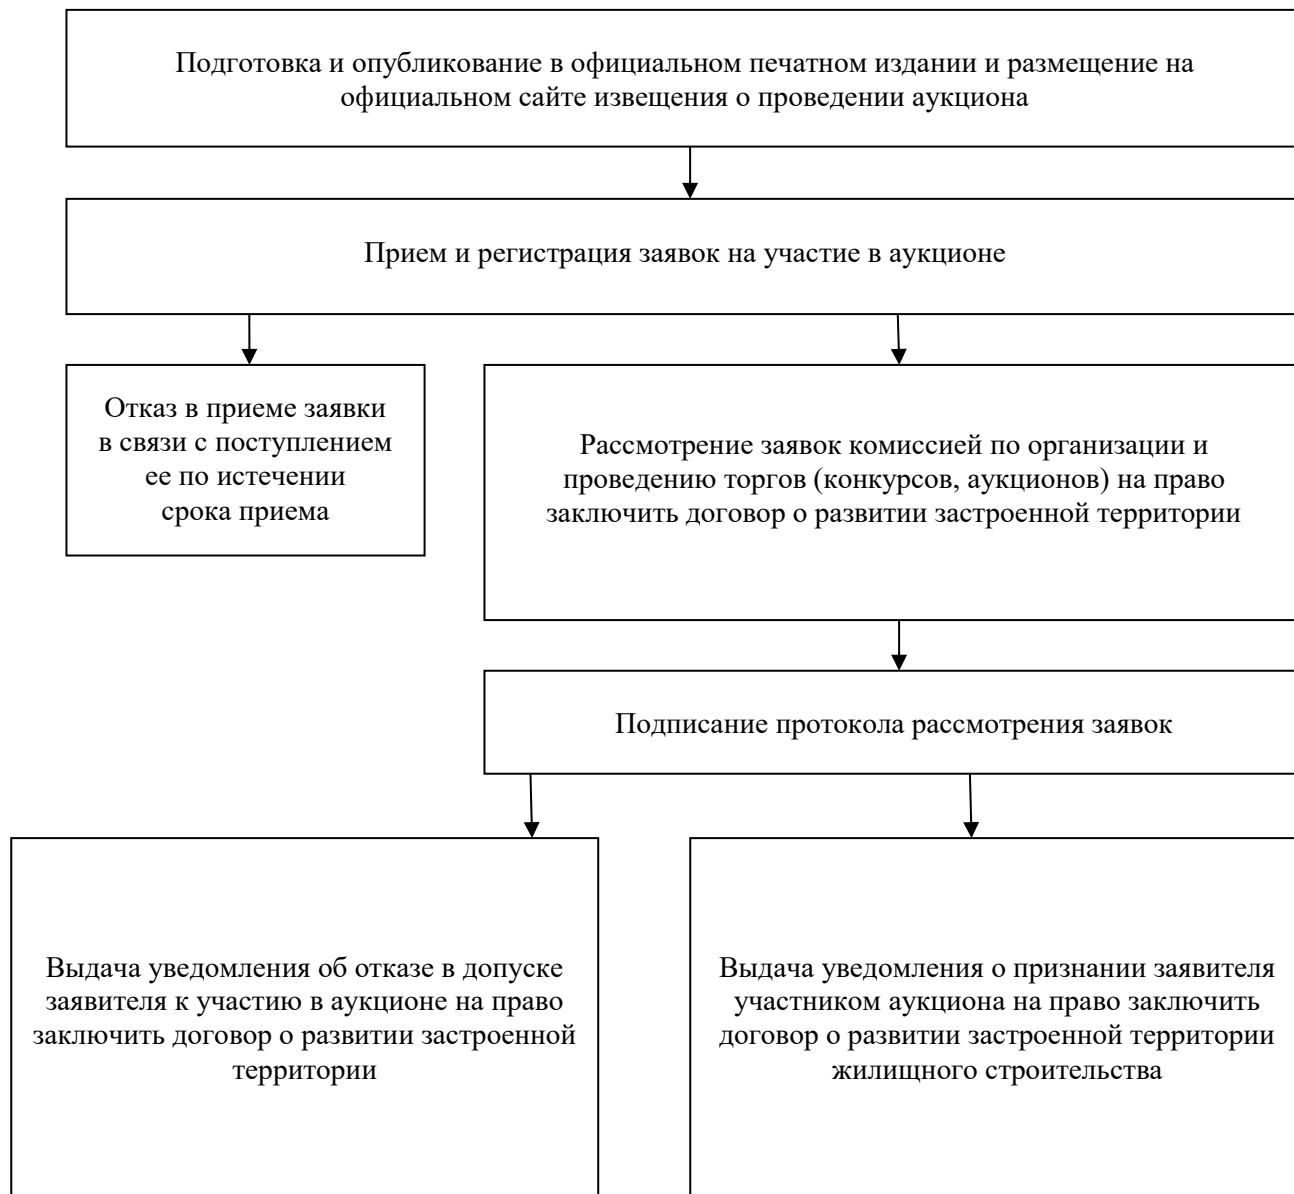 Подготовка и опубликование в официальном печатном издании и размещение на
официальном сайте извещения о проведении аукциона
Прием и регистрация заявок на участие в аукционе
Отказ в приеме заявки
в связи с поступлением
ее по истечении
срока приема
Рассмотрение заявок комиссией по организации и
проведению торгов (конкурсов, аукционов) на право
заключить договор о развитии застроенной территории
Подписание протокола рассмотрения заявок
Выдача уведомления об отказе в допуске
заявителя к участию в аукционе на право
заключить договор о развитии застроенной
территории
Выдача уведомления о признании заявителя
участником аукциона на право заключить
договор о развитии застроенной территории
жилищного строительства